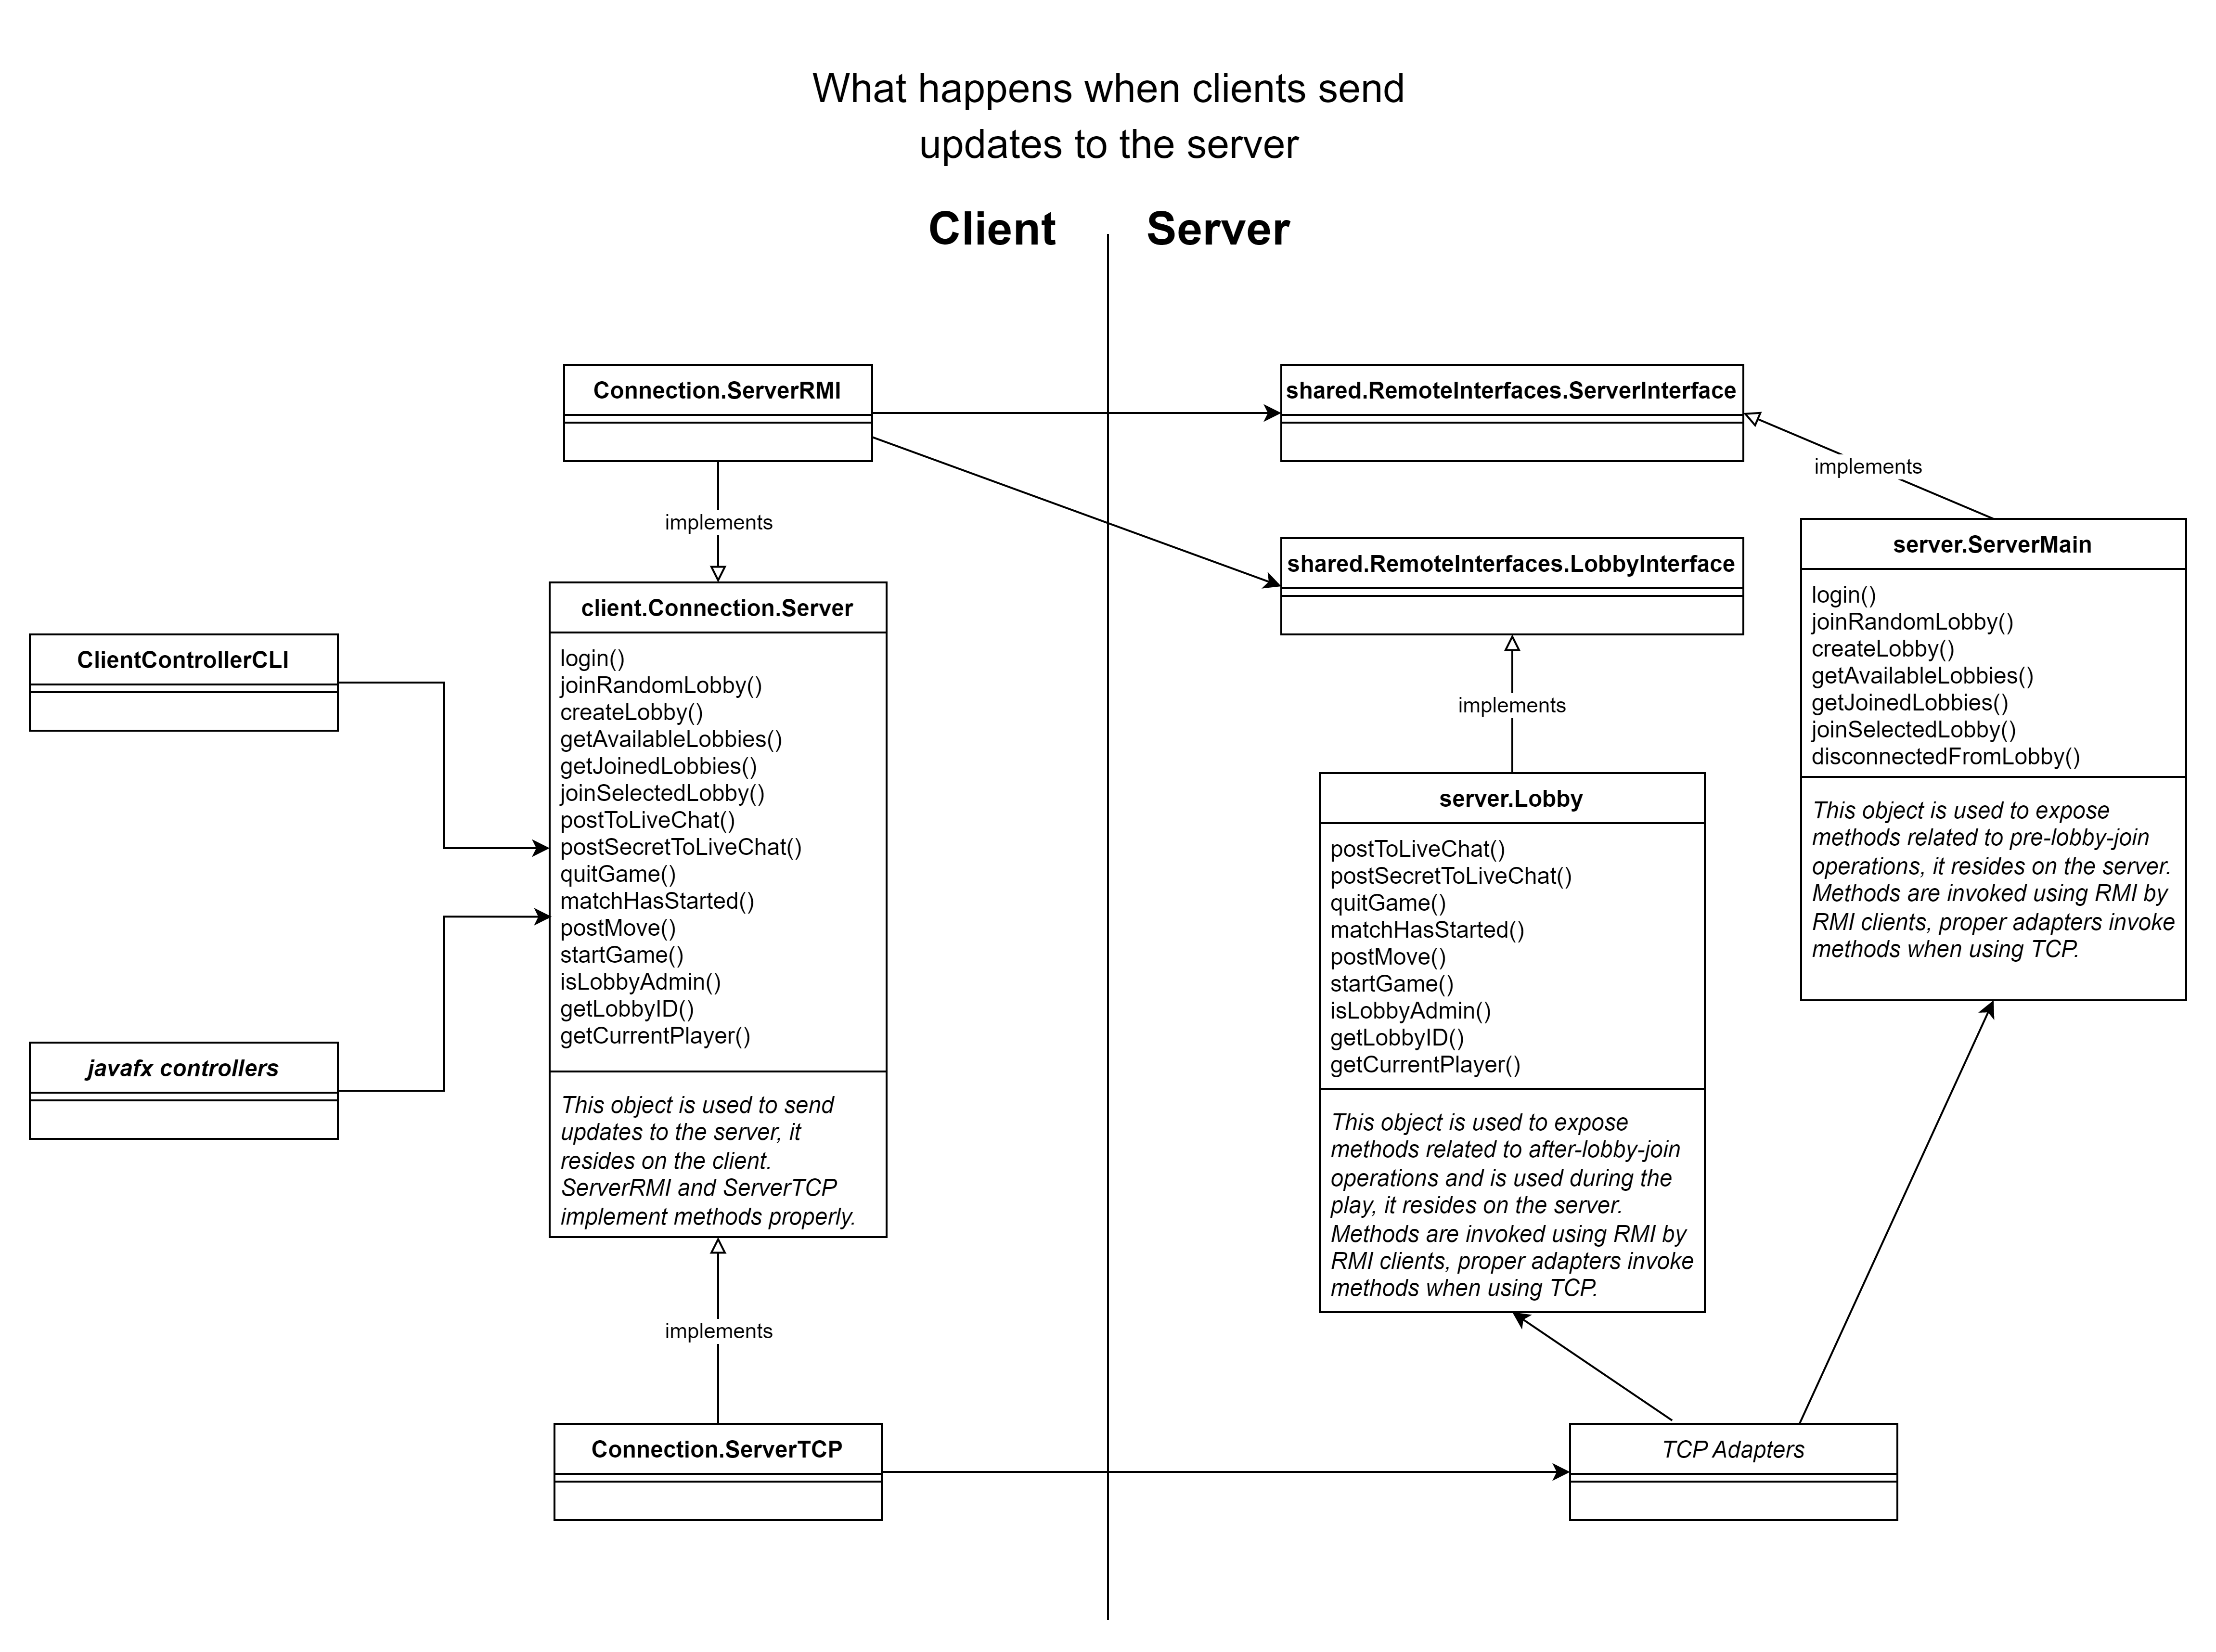 What happens when clients send
updates to the server
Client
Server
Connection.ServerRMI
implements
client.Connection.Server
login()
joinRandomLobby()
createLobby()
getAvailableLobbies()
getJoinedLobbies()
joinSelectedLobby()
postToLiveChat()
postSecretToLiveChat()
quitGame()
matchHasStarted()
postMove()
startGame()
isLobbyAdmin()
getLobbyID()
getCurrentPlayer()
This object is used to send
updates to the server, it
resides on the client.
ServerRMI and ServerTCP
implement methods properly.
ClientControllerCLI
javafx controllers
implements
Connection.ServerTCP
shared.RemoteInterfaces.ServerInterface
implements
shared.RemoteInterfaces.LobbyInterface
implements
server.Lobby
postToLiveChat()
postSecretToLiveChat()
quitGame()
matchHasStarted()
postMove()
startGame()
isLobbyAdmin()
getLobbyID()
getCurrentPlayer()
This object is used to expose
methods related to after-lobby-join
operations and is used during the
play, it resides on the server.
Methods are invoked using RMI by
RMI clients, proper adapters invoke
methods when using TCP.
server.ServerMain
login()
joinRandomLobby()
createLobby()
getAvailableLobbies()
getJoinedLobbies()
joinSelectedLobby()
disconnectedFromLobby()
This object is used to expose
methods related to pre-lobby-join
operations, it resides on the server.
Methods are invoked using RMI by
RMI clients, proper adapters invoke
methods when using TCP.
TCP Adapters